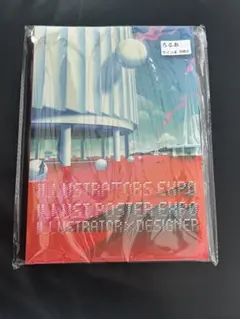 ILLUSTRATORS EXPO
ILLUST POSTER EXPO
ILLUSTRATOR×DESIGNER